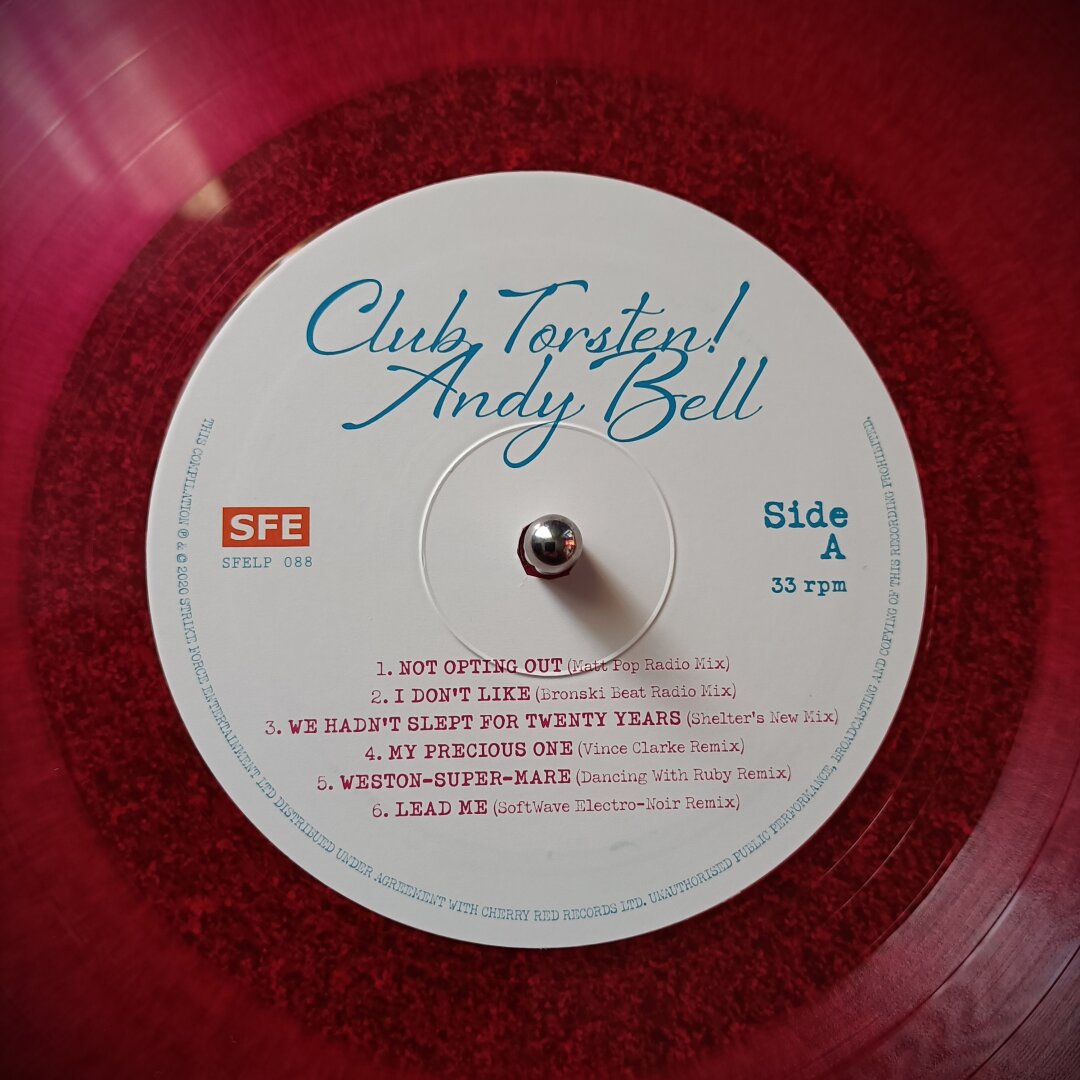 Club Torsten!
Andy Bell
SFE
SFELP 088
Side
A
33 rpm
1. NOT OPTING OUT (Matt Pop Radio Mix)
2. I DON'T LIKE (Bronski Beat Radio Mix)
3. WE HADN'T SLEPT FOR TWENTY YEARS (Shelter's New Mix)
4. MY PRECIOUS ONE (Vince Clarke Remix)
5. WESTON-SUPER-MARE (Dancing With Ruby Remix)
6. LEAD ME (SoftWave Electro-Noir Remix)
THIS COMPILATION ℗ & © 2020 STRIKE FORCE ENTERTAINMENT LTD DISTRIBUED UNDER AGREEMENT WITH CHERRY RED RECORDS LTD. UNAUTHORISED PUBLIC PERFORMANCE, BROADCASTING AND COPYING OF THIS RECORDING PROHIBITED.